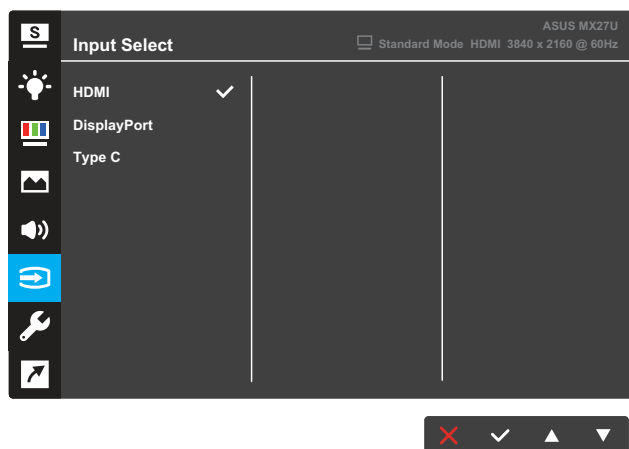 S
ASUS MX27U
Input Select
Standard Mode HDMI 3840 x 2160 @ 60Hz
HDMI
DisplayPort
Type C